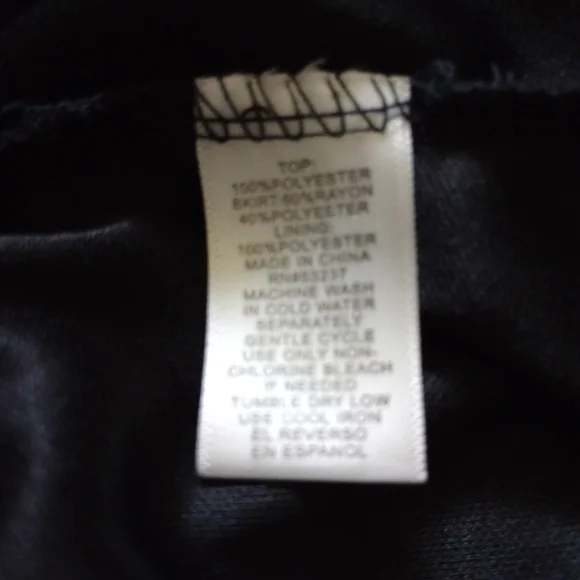 TOP:
100%POLYESTER
SKIRT:60%RAYON
40%POLYESTER
LINING:
100%POLYESTER
MADE IN CHINA
MACHINE WASH
IN COLD WATER
SEPARATELY
GENTLE CYCLE
USE ONLY NON-
CHLORINE BLEACH
IF NEEDED
TUMBLE DRY LOW
USE COOL IRON
EL REVERSO
EN ESPANOL